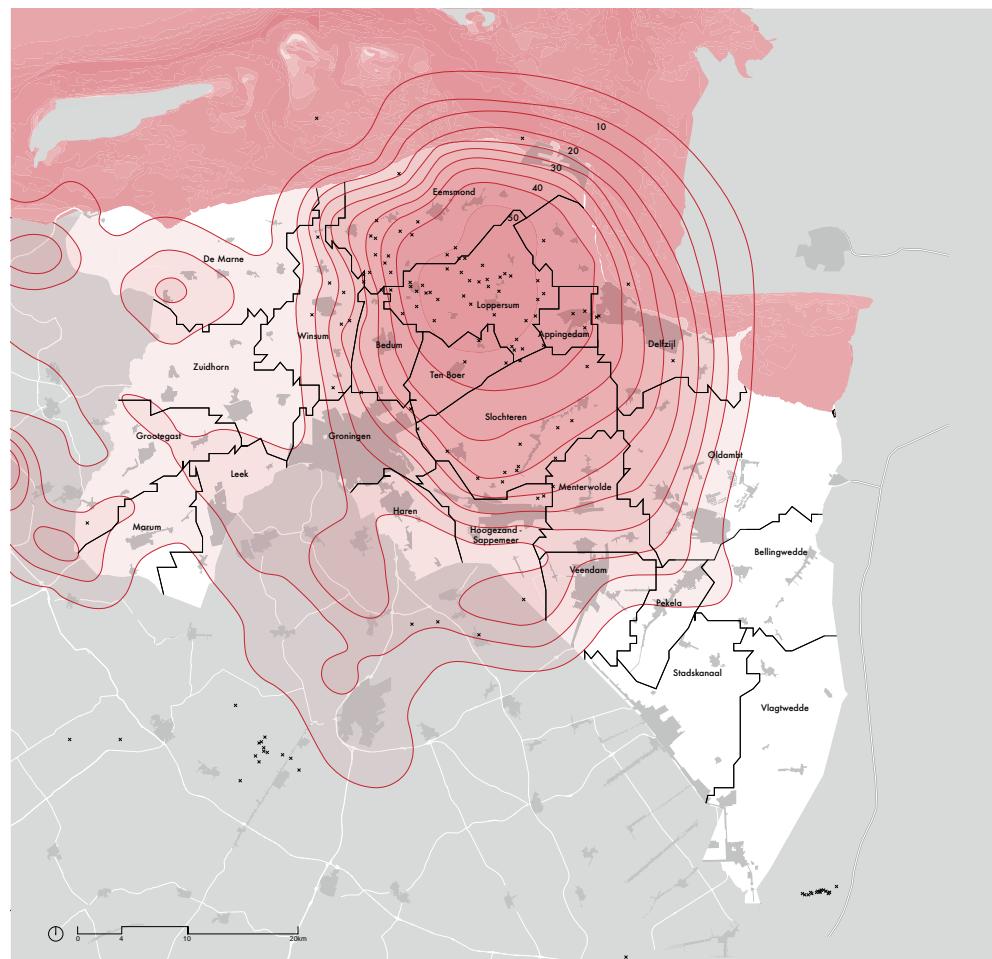 10
20
30
40
Eemsmond
50
De Marne
Loppersum
Appingedam
Winsum
Bedum
Delfzijl
Zuidhorn
Ten Boer
Slochteren
Grootegast
Groningen
Oldambt
Leek
Menterwolde
Haren
Marum
Hoogezand -
Sappemeer
Bellingwedde
Veendam
Pekela
Stadskanaal
Vlagtwedde
0 4 10 20km